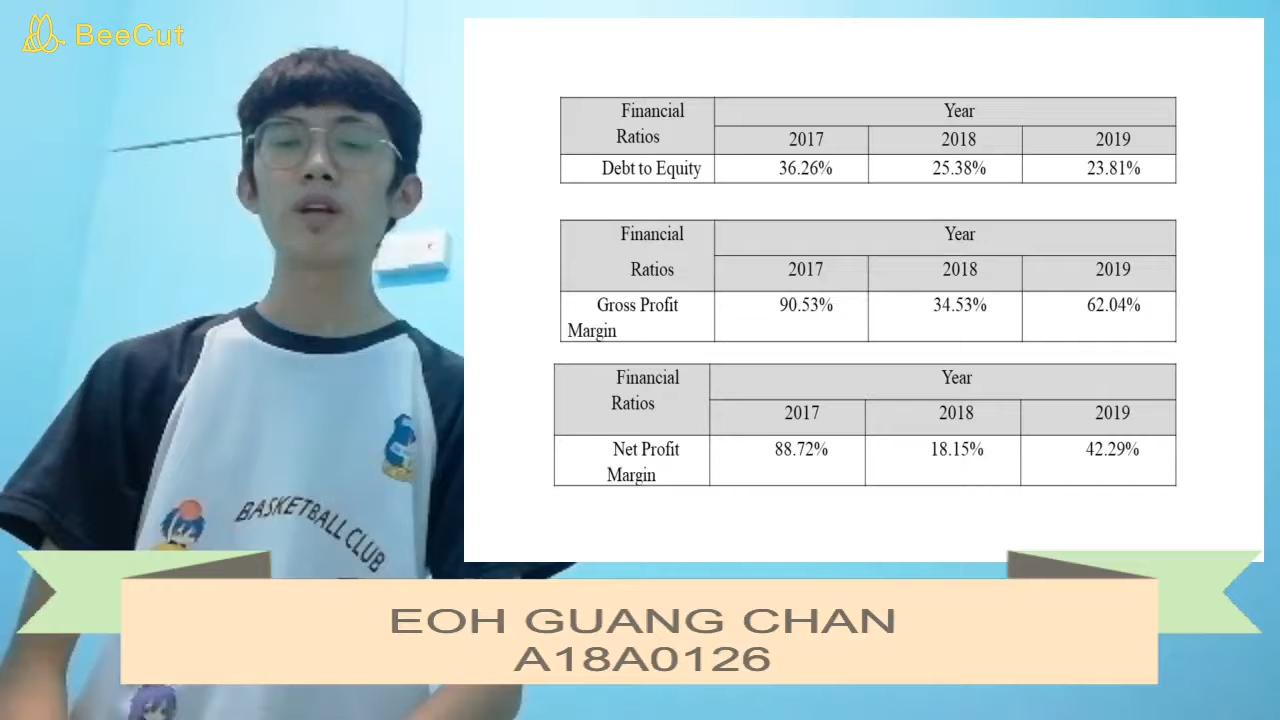 BeeCut
Financial Ratios Year
2017 2018 2019
Debt to Equity 36.26% 25.38% 23.81%
Financial Ratios Year
2017 2018 2019
Gross Profit Margin 90.53% 34.53% 62.04%
Financial Ratios Year
2017 2018 2019
Net Profit Margin 88.72% 18.15% 42.29%
BASKETBALL CLUB
EOH GUANG CHAN
A18A0126